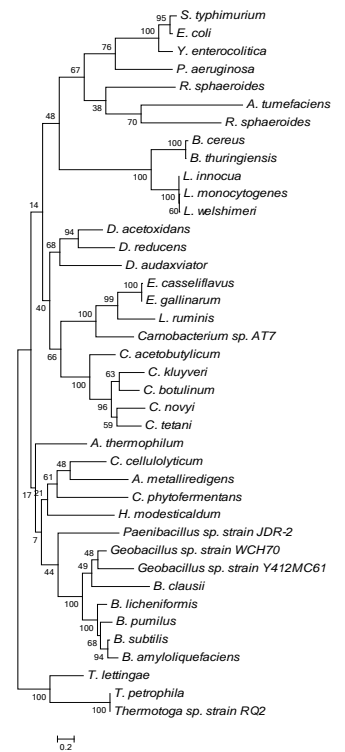 S. typhimurium
95
E. coli
100
76
Y. enterocolitica
67
P. aeruginosa
R. sphaeroides
38
A. tumefaciens
48
70
R. sphaeroides
B. cereus
100
B. thuringiensis
100
L. innocua
L. monocytogenes
14
60
L. welshimeri
D. acetoxidans
94
D. reducens
68
D. audaxviator
E. casseliflavus
100
40
99
E. gallinarum
L. ruminis
100
66
Carnobacterium sp. AT7
C. acetobutylicum
C. kluyveri
63
100
C. botulinum
96
C. novyi
59
C. tetani
A. thermophilum
C. cellulolyticum
48
61
A. metalliredigens
17
21
C. phytofermentans
H. modesticaldum
7
Paenibacillus sp. strain JDR-2
Geobacillus sp. strain WCH70
48
44
49
Geobacillus sp. strain Y412MC61
B. clausii
100
B. licheniformis
B. pumilus
100
B. subtilis
68
94
B. amyloliquefaciens
T. lettingae
T. petrophila
100
100
Thermotoga sp. strain RQ2
0.2